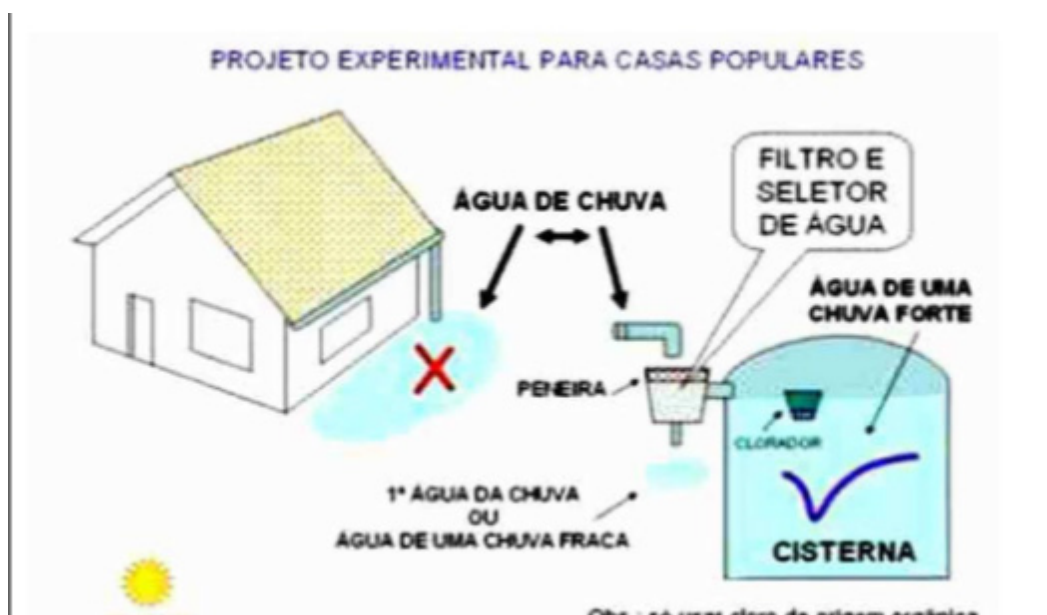 PROJETO EXPERIMENTAL PARA CASAS POPULARES
FILTRO E
SELETOR
DE ÁGUA
ÁGUA DE CHUVA
ÁGUA DE UMA
CHUVA FORTE
PENEIRA
CLORADOR
1ª ÁGUA DA CHUVA
OU
ÁGUA DE UMA CHUVA FRACA
CISTERNA